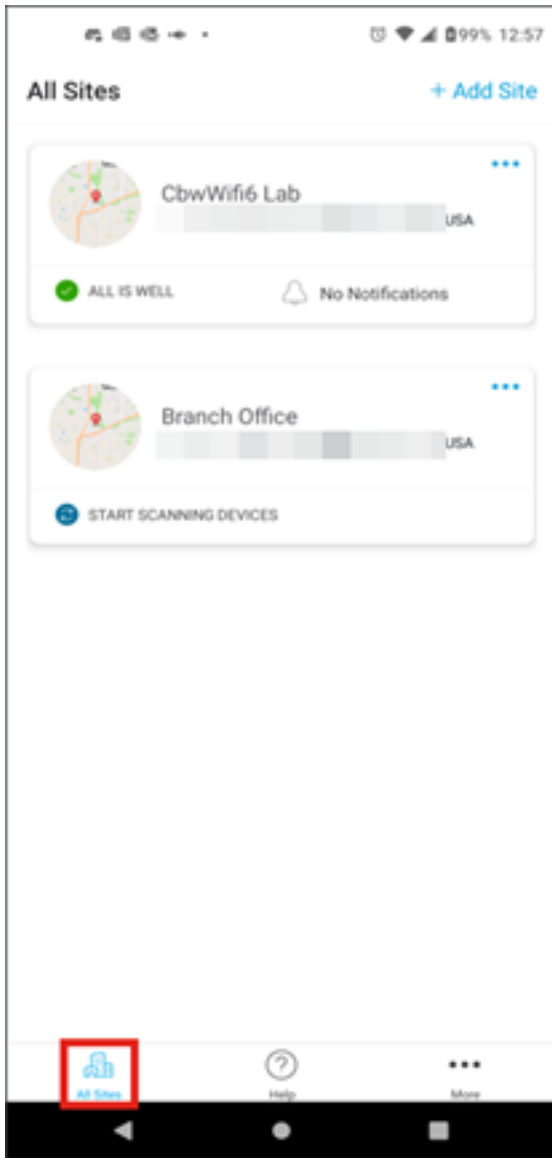 99% 12:57
All Sites
+ Add Site
CbwWifi6 Lab
USA
ALL IS WELL
No Notifications
Branch Office
USA
START SCANNING DEVICES
All Sites
Help
More